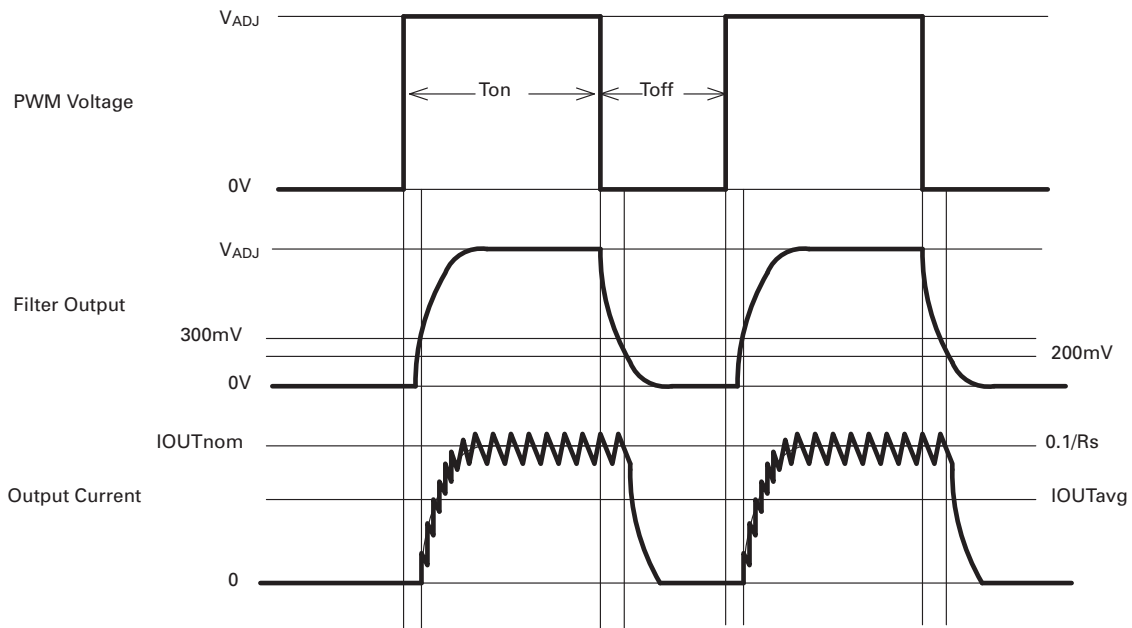 VADJ
Ton
Toff
PWM Voltage
0V
VADJ
Filter Output
300mV
200mV
0V
IOUTnom
0.1/Rs
Output Current
IOUTavg
0